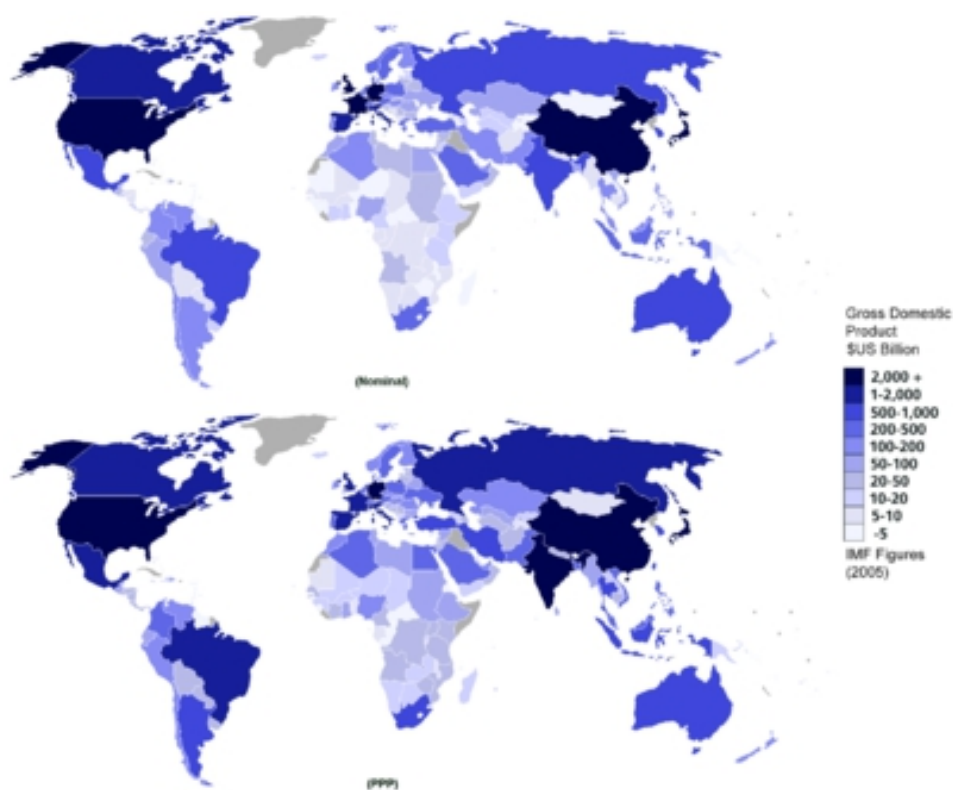 Gross Domestic
Product
$US Billion
(Nominal)
2,000 +
1-2,000
500-1,000
200-500
100-200
50-100
20-50
10-20
5-10
-5
IMF Figures
(2005)
(PPP)